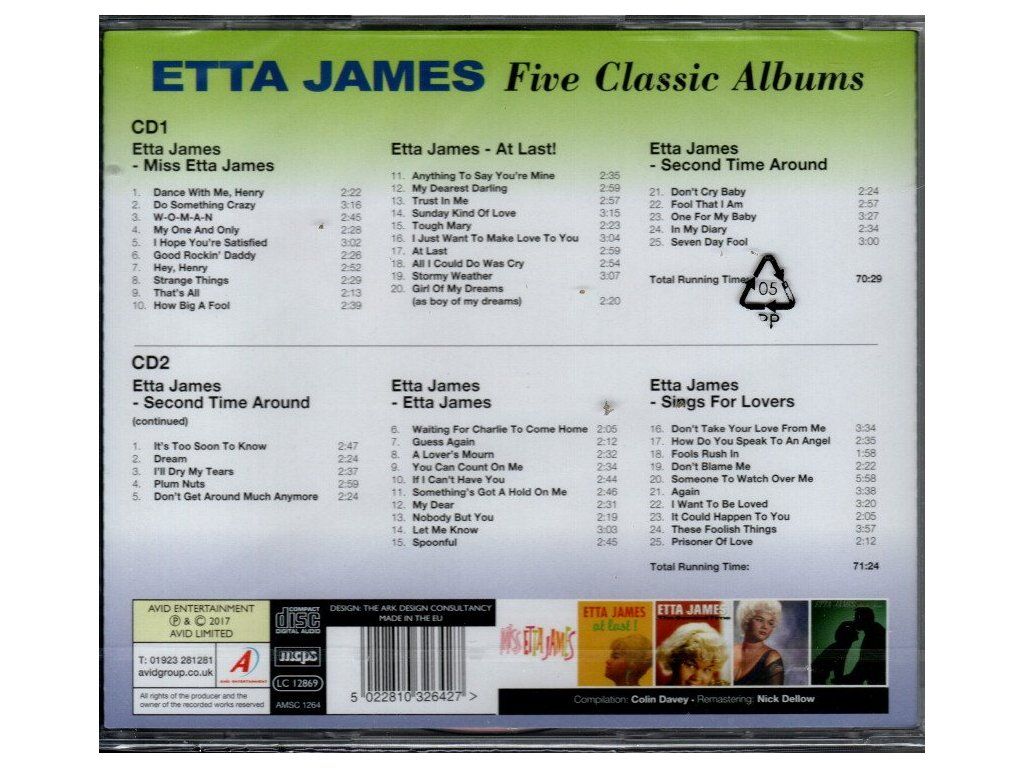 ETTA JAMES Five Classic Albums
CD1
Etta James
- Miss Etta James
1. Dance With Me, Henry 2:22
2. Do Something Crazy 3:16
3. W-O-M-A-N 2:45
4. My One And Only 2:28
5. I Hope You're Satisfied 3:02
6. Good Rockin' Daddy 2:26
7. Hey, Henry 2:52
8. Strange Things 2:29
9. That's All 2:13
10. How Big A Fool 2:39
Etta James - At Last!
11. Anything To Say You're Mine 2:35
12. My Dearest Darling 2:59
13. Trust In Me 2:57
14. Sunday Kind Of Love 3:15
15. Tough Mary 2:23
16. I Just Want To Make Love To You 3:04
17. At Last 2:59
18. All I Could Do Was Cry 2:54
19. Stormy Weather 3:07
20. Girl Of My Dreams
(as boy of my dreams) 2:20
Etta James
- Second Time Around
21. Don't Cry Baby 2:24
22. Fool That I Am 2:57
23. One For My Baby 3:27
24. In My Diary 2:34
25. Seven Day Fool 3:00
Total Running Time: 70:29
05
PP
CD2
Etta James
- Second Time Around
(continued)
1. It's Too Soon To Know 2:47
2. Dream 2:24
3. I'll Dry My Tears 2:37
4. Plum Nuts 2:59
5. Don't Get Around Much Anymore 2:24
Etta James
- Etta James
6. Waiting For Charlie To Come Home 2:05
7. Guess Again 2:12
8. A Lover's Mourn 2:32
9. You Can Count On Me 2:34
10. If I Can't Have You 2:44
11. Something's Got A Hold On Me 2:46
12. My Dear 2:31
13. Nobody But You 2:19
14. Let Me Know 3:03
15. Spoonful 2:45
Etta James
- Sings For Lovers
16. Don't Take Your Love From Me 3:34
17. How Do You Speak To An Angel 2:35
18. Fools Rush In 1:58
19. Don't Blame Me 2:22
20. Someone To Watch Over Me 5:58
21. Again 3:38
22. I Want To Be Loved 3:20
23. It Could Happen To You 2:05
24. These Foolish Things 3:57
25. Prisoner Of Love 2:12
Total Running Time: 71:24
AVID ENTERTAINMENT
℗ & © 2017
AVID LIMITED
T: 01923 281281
avidgroup.co.uk
A
AVID ENTERTAINMENT
All rights of the producer and the
owner of the recorded works reserved
COMPACT
disc
DIGITAL AUDIO
mcps
LC 12869
AMSC 1264
DESIGN: THE ARK DESIGN CONSULTANCY
MADE IN THE EU
5 022810 326427 >
MISS ETTA JAMES
ETTA JAMES
at last!
ETTA JAMES
ETTA JAMES
Compilation: Colin Davey - Remastering: Nick Dellow